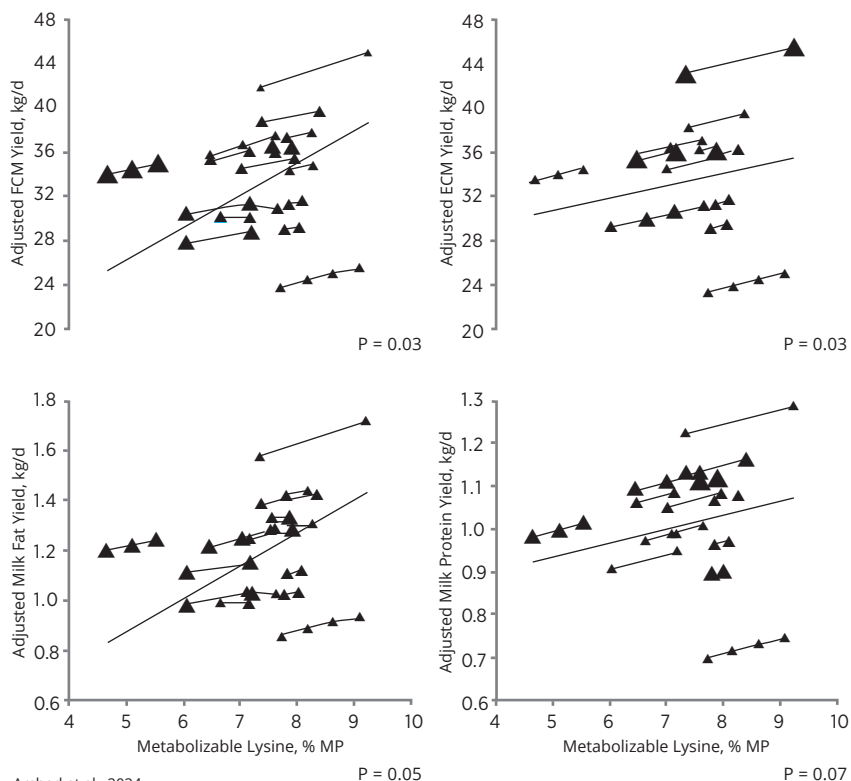 48
44
40
36
32
28
24
20
Adjusted FCM Yield, kg/d
P = 0.03
48
44
40
36
32
28
24
20
Adjusted ECM Yield, kg/d
P = 0.03
1.8
1.6
1.4
1.2
1.0
0.8
0.6
Adjusted Milk Fat Yield, kg/d
4 5 6 7 8 9 10
Metabolizable Lysine, % MP
P = 0.05
1.3
1.2
1.1
1.0
0.9
0.8
0.7
0.6
Adjusted Milk Protein Yield, kg/d
4 5 6 7 8 9 10
Metabolizable Lysine, % MP
P = 0.07
et al., 2024